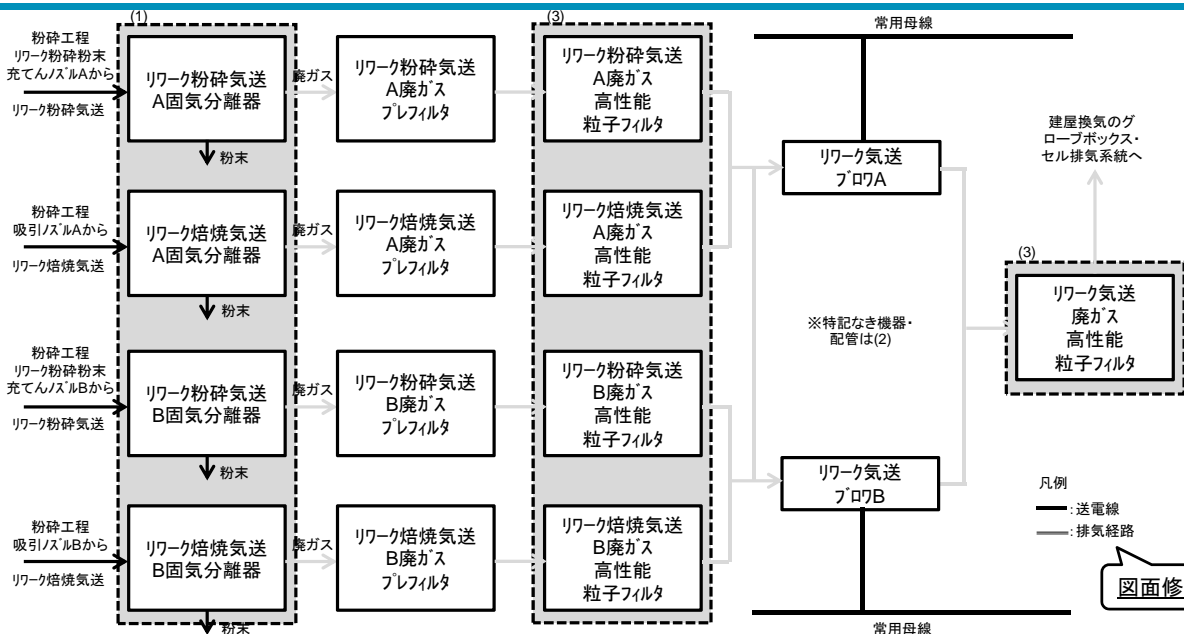 (1)
(3)
常用母線
粉砕工程
リワーク粉砕粉末
充てんノズルAから
リワーク粉砕気送
リワーク粉砕気送
A固気分離器
廃ガス
リワーク粉砕気送
A廃ガス
プレフィルタ
リワーク粉砕気送
A廃ガス
高性能
粒子フィルタ
粉末
リワーク気送
ブロワA
建屋換気のグ
ローブボックス・
セル排気系統へ
粉砕工程
吸引ノズルAから
リワーク焙焼気送
リワーク焙焼気送
A固気分離器
廃ガス
リワーク焙焼気送
A廃ガス
プレフィルタ
リワーク焙焼気送
A廃ガス
高性能
粒子フィルタ
粉末
(3)
リワーク気送
廃ガス
高性能
粒子フィルタ
※特記なき機器・
配管は(2)
粉砕工程
リワーク粉砕粉末
充てんノズルBから
リワーク粉砕気送
リワーク粉砕気送
B固気分離器
廃ガス
リワーク粉砕気送
B廃ガス
プレフィルタ
リワーク粉砕気送
B廃ガス
高性能
粒子フィルタ
粉末
リワーク気送
ブロワB
粉砕工程
吸引ノズルBから
リワーク焙焼気送
リワーク焙焼気送
B固気分離器
廃ガス
リワーク焙焼気送
B廃ガス
プレフィルタ
リワーク焙焼気送
B廃ガス
高性能
粒子フィルタ
粉末
常用母線
凡例
:送電線
:排気経路
図面修